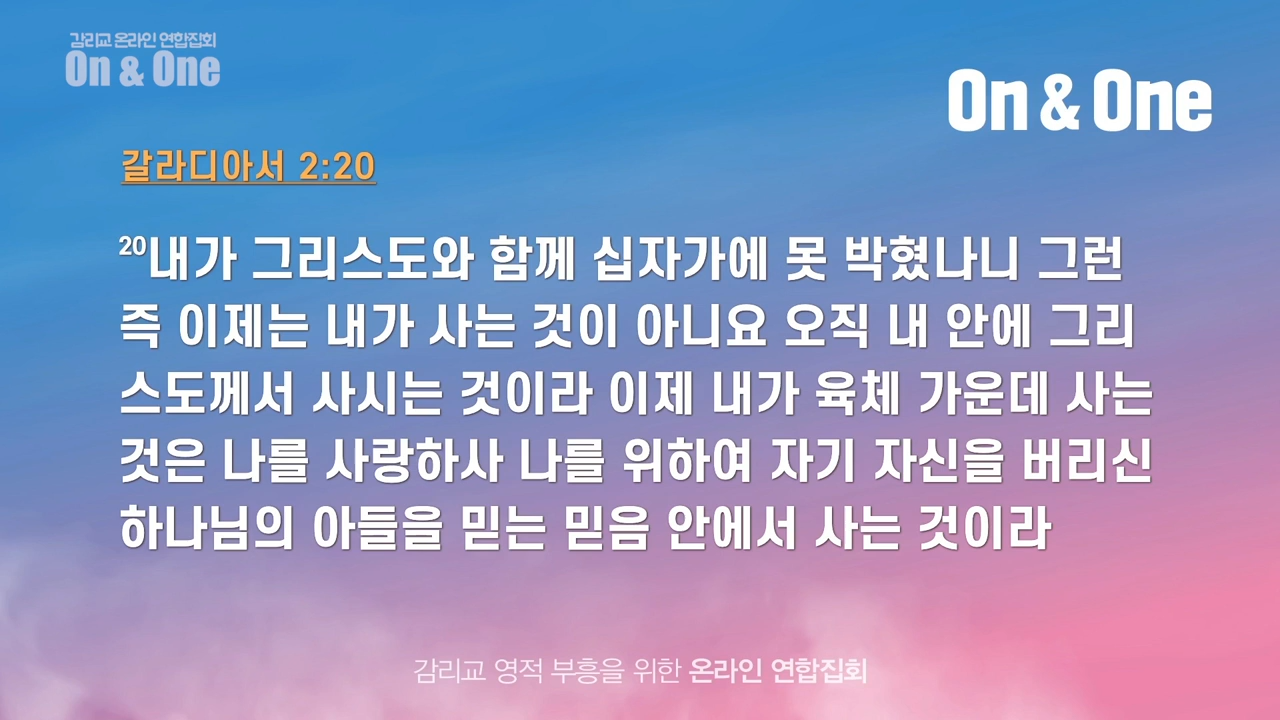 감리교 온라인 연합집회
On & One
On & One
갈라디아서 2:20
20내가 그리스도와 함께 십자가에 못 박혔나니 그런
즉 이제는 내가 사는 것이 아니요 오직 내 안에 그리
스도께서 사시는 것이라 이제 내가 육체 가운데 사는
것은 나를 사랑하사 나를 위하여 자기 자신을 버리신
하나님의 아들을 믿는 믿음 안에서 사는 것이라
감리교 영적 부흥을 위한 온라인 연합집회